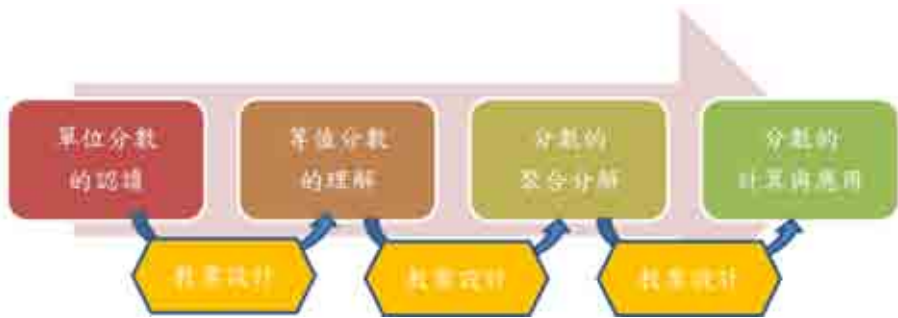 單位分數
的認識
等值分數
的理解
分數的
聚合分解
分數的
計算與應用
教案設計
教案設計
教案設計